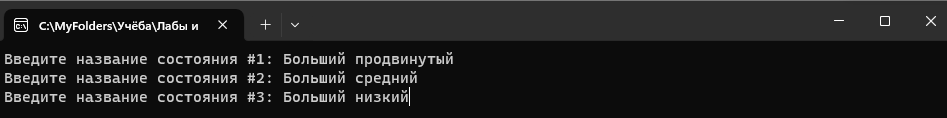 C:\MyFolders\Учёба\Лабы и
Введите название состояния #1: Больший продвинутый
Введите название состояния #2: Больший средний
Введите название состояния #3: Больший низкий